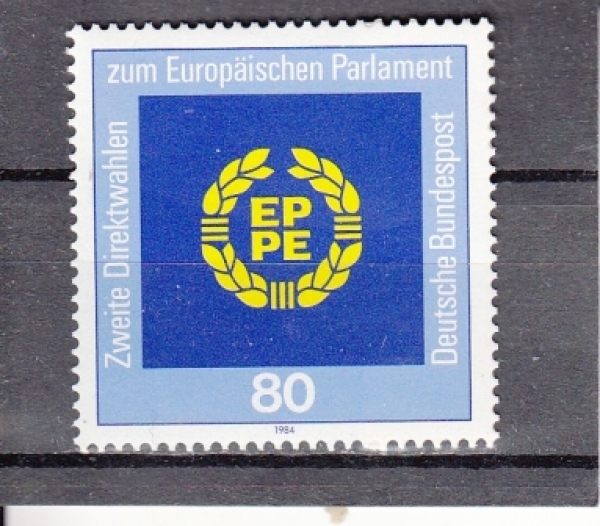 Zweite Direktwahlen
zum Europäischen Parlament
Deutsche Bundespost
EP
PE
80
1984